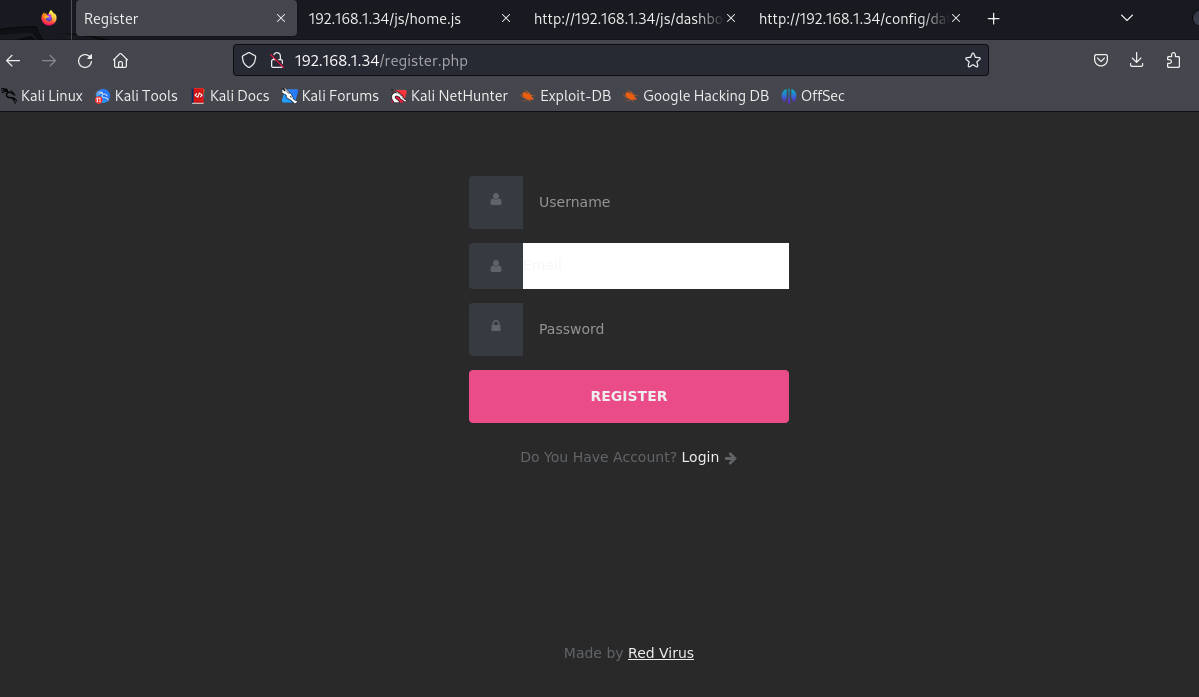 Register
192.168.1.34/js/home.js
http://192.168.1.34/js/dashbo
http://192.168.1.34/config/da
192.168.1.34/register.php
Kali Linux Kali Tools Kali Docs Kali Forums Kali NetHunter Exploit-DB Google Hacking DB OffSec
Username
Email
Password
REGISTER
Do You Have Account? Login
Made by Red Virus